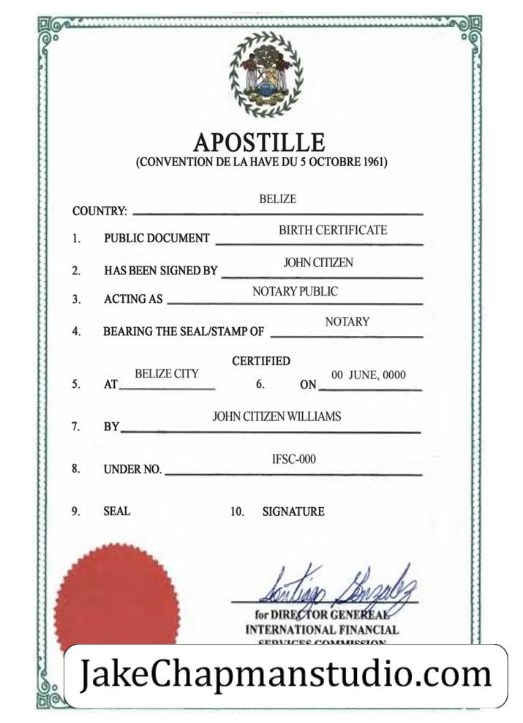 APOSTILLE
(CONVENTION DE LA HAVE DU 5 OCTOBRE 1961)
COUNTRY: BELIZE
1. PUBLIC DOCUMENT BIRTH CERTIFICATE
2. HAS BEEN SIGNED BY JOHN CITIZEN
3. ACTING AS NOTARY PUBLIC
4. BEARING THE SEAL/STAMP OF NOTARY
CERTIFIED
5. AT BELIZE CITY 6. ON 00 JUNE, 0000
7. BY JOHN CITIZEN WILLIAMS
8. UNDER NO. IFSC-000
9. SEAL 10. SIGNATURE
Santiago Gonzalez
for DIRECTOR GENEREAL
INTERNATIONAL FINANCIAL
SERVICES COMMISSION
JakeChapmanstudio.com